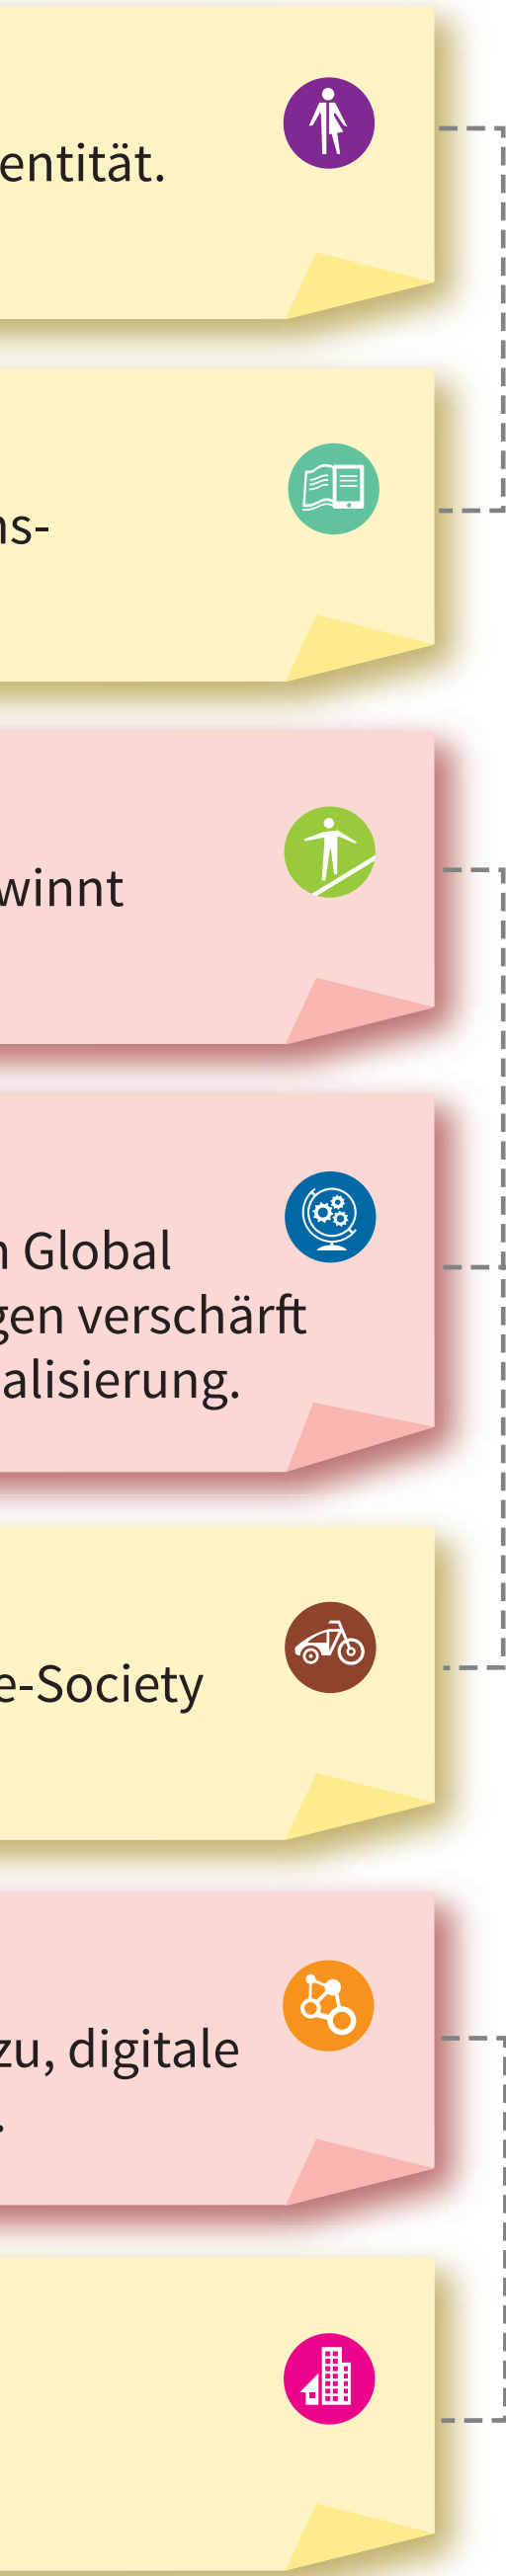 entität.
ns-
winnt
n Global
gen verschärft
alisierung.
e-Society
zu, digitale
.